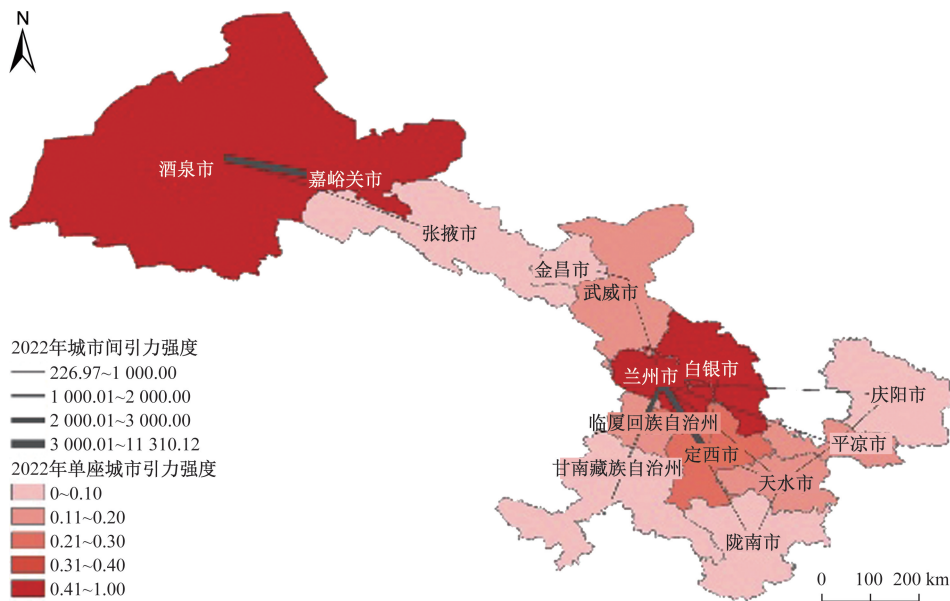 N
酒泉市
嘉峪关市
张掖市
金昌市
武威市
兰州市
白银市
庆阳市
临夏回族自治州
平凉市
定西市
甘南藏族自治州
天水市
陇南市
2022年城市间引力强度
226.97~1 000.00
1 000.01~2 000.00
2 000.01~3 000.00
3 000.01~11 310.12
2022年单座城市引力强度
0~0.10
0.11~0.20
0.21~0.30
0.31~0.40
0.41~1.00
0 100 200 km